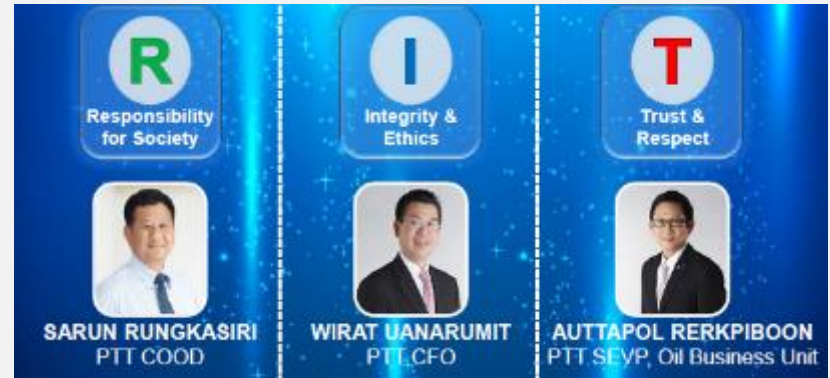 R
Responsibility
for Society
SARUN RUNGKASIRI
PTT COOD
I
Integrity &
Ethics
WIRAT UANARUMIT
PTT CFO
T
Trust &
Respect
AUTTAPOL RERKPIBOON
PTT SEVP, Oil Business Unit